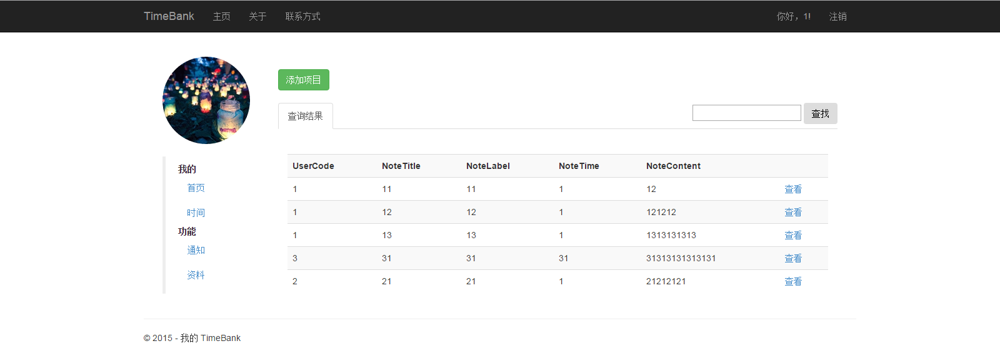 TimeBank 主页 关于 联系方式 你好，1! 注销
添加项目
查询结果 查找
我的
首页
时间
功能
通知
资料
UserCode NoteTitle NoteLabel NoteTime NoteContent
1 11 11 1 12 查看
1 12 12 1 121212 查看
1 13 13 1 1313131313 查看
3 31 31 31 31313131313131 查看
2 21 21 1 21212121 查看
© 2015 - 我的 TimeBank